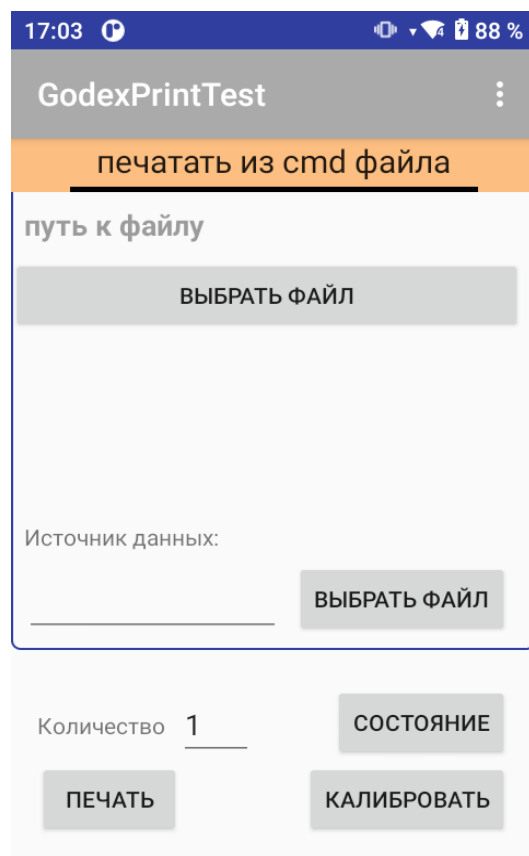 17:03 88 %
GodexPrintTest
печатать из cmd файла
путь к файлу
ВЫБРАТЬ ФАЙЛ
Источник данных:
ВЫБРАТЬ ФАЙЛ
Количество 1 СОСТОЯНИЕ
ПЕЧАТЬ КАЛИБРОВАТЬ